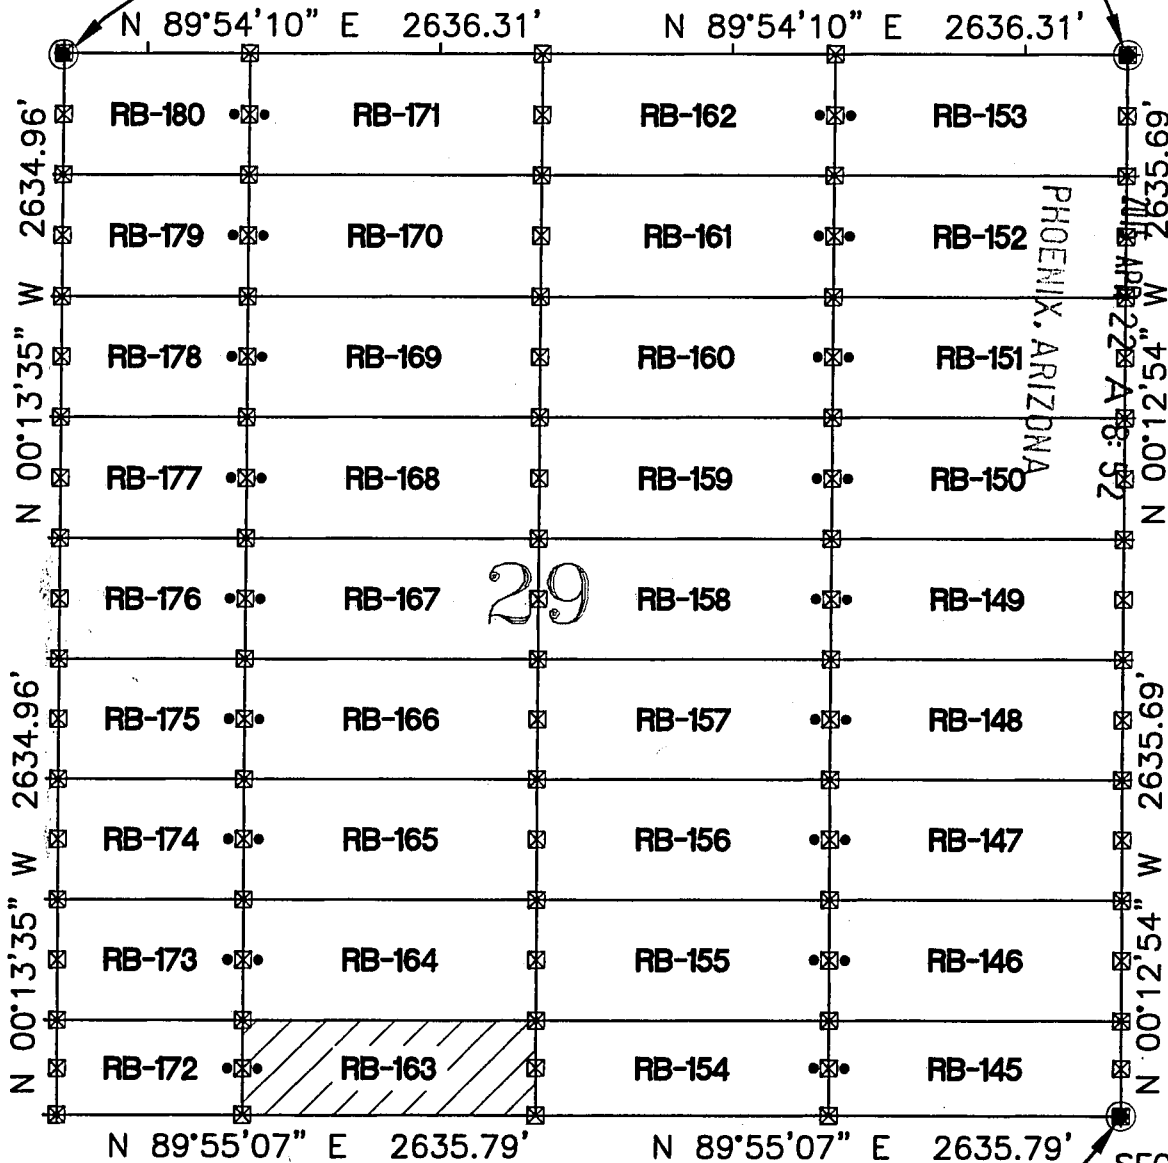 N 89°54'10" E 2636.31' N 89°54'10" E 2636.31'
N 00°13'35" W 2634.96'
N 00°12'54" W 2635.69'
RB-180 RB-171 RB-162 RB-153
RB-179 RB-170 RB-161 RB-152
RB-178 RB-169 RB-160 RB-151
RB-177 RB-168 RB-159 RB-150
PHOENIX, ARIZONA
APR 22 A 8:52
RB-176 RB-167 RB-158 RB-149
29
RB-175 RB-166 RB-157 RB-148
RB-174 RB-165 RB-156 RB-147
RB-173 RB-164 RB-155 RB-146
RB-172 RB-163 RB-154 RB-145
N 00°13'35" W 2634.96'
N 00°12'54" W 2635.69'
N 89°55'07" E 2635.79' N 89°55'07" E 2635.79'